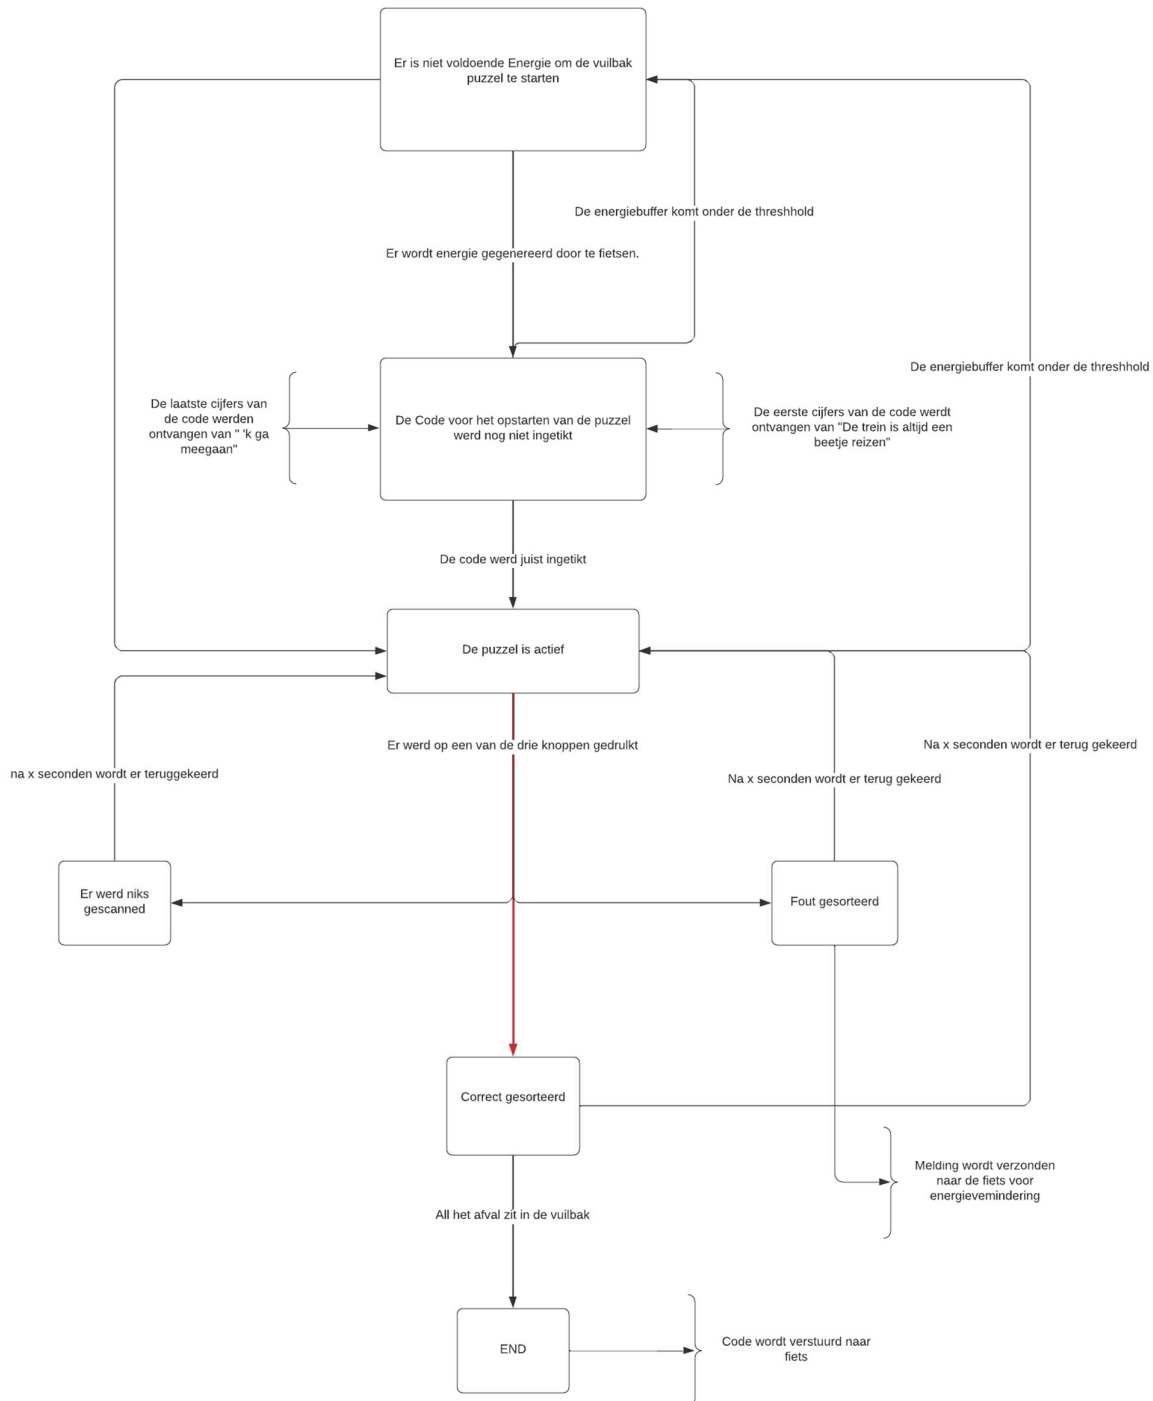 Er is niet voldoende Energie om de vuilbak
puzzel te starten
De energiebuffer komt onder de threshhold
Er wordt energie gegenereerd door te fietsen.
De energiebuffer komt onder de threshhold
De laatste cijfers van
de code werden
ontvangen van " 'k ga
meegaan"
De Code voor het opstarten van de puzzel
werd nog niet ingetikt
De eerste cijfers van de code werdt
ontvangen van "De trein is altijd een
beetje reizen"
De code werd juist ingetikt
De puzzel is actief
Er werd op een van de drie knoppen gedrulkt
Na x seconden wordt er terug gekeerd
na x seconden wordt er teruggekeerd
Na x seconden wordt er terug gekeerd
Er werd niks
gescanned
Fout gesorteerd
Correct gesorteerd
Melding wordt verzonden
naar de fiets voor
energievemindering
All het afval zit in de vuilbak
END
Code wordt verstuurd naar
fiets